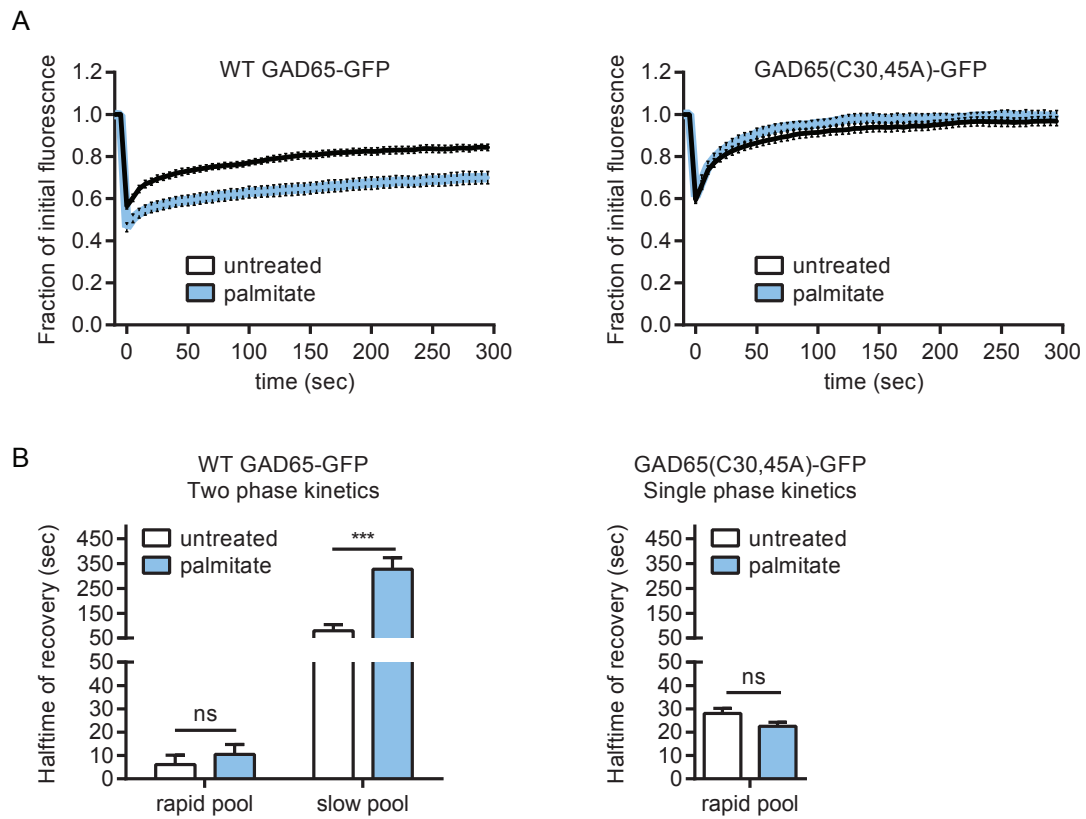 A
WT GAD65-GFP
Fraction of initial fluorescnce
1.2
1.0
0.8
0.6
0.4
0.2
0.0
untreated
palmitate
0 50 100 150 200 250 300
time (sec)
GAD65(C30,45A)-GFP
Fraction of initial fluorescnce
1.2
1.0
0.8
0.6
0.4
0.2
0.0
untreated
palmitate
0 50 100 150 200 250 300
time (sec)
B
WT GAD65-GFP
Two phase kinetics
Halftime of recovery (sec)
450
350
250
150
50
50
40
30
20
10
0
untreated
palmitate
***
ns
rapid pool slow pool
GAD65(C30,45A)-GFP
Single phase kinetics
Halftime of recovery (sec)
450
350
250
150
50
50
40
30
20
10
0
untreated
palmitate
ns
rapid pool